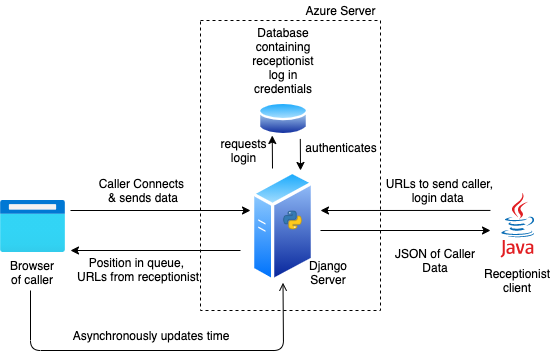 Azure Server
Database
containing
receptionist
log in
credentials
requests
login
authenticates
Caller Connects
& sends data
URLs to send caller,
login data
Position in queue,
URLs from receptionist
JSON of Caller
Data
Browser
of caller
Django
Server
Java
Receptionist
client
Asynchronously updates time